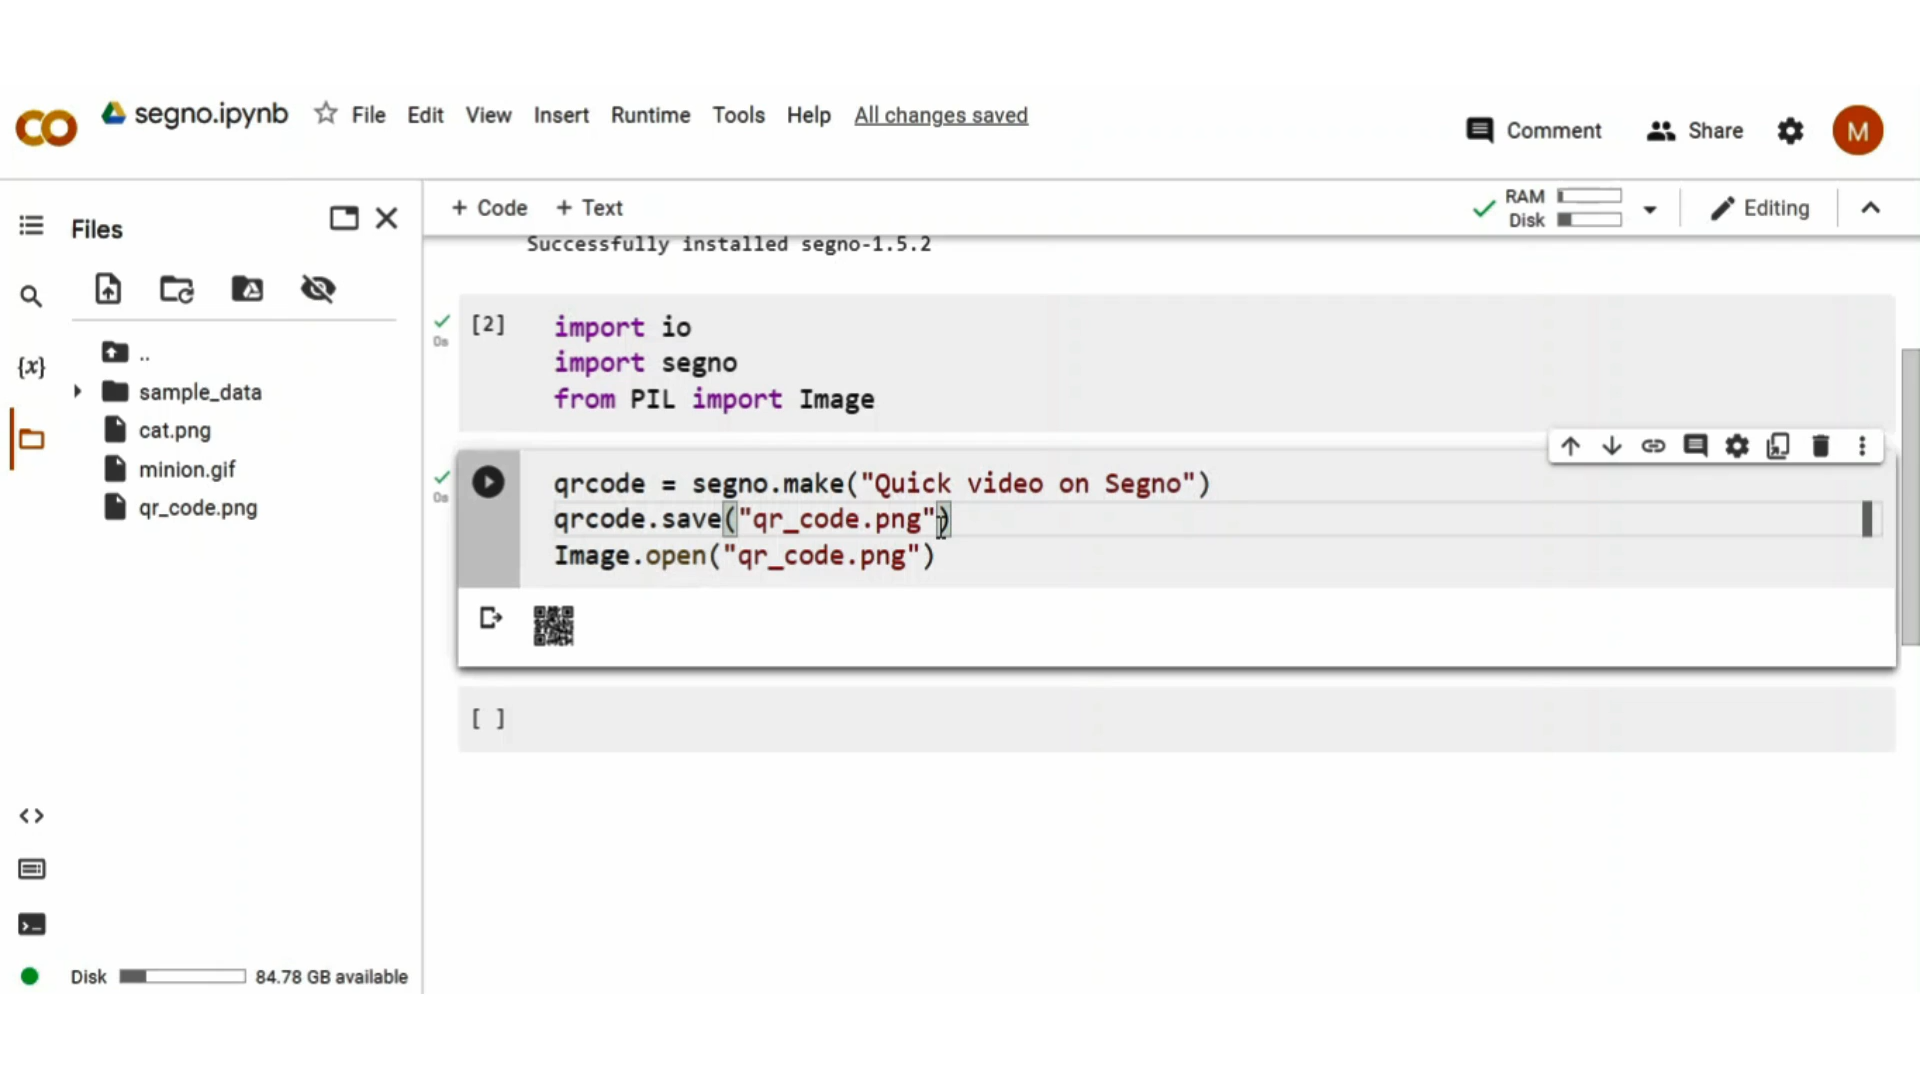 segno.ipynb File Edit View Insert Runtime Tools Help All changes saved
Comment Share M
Files
+ Code + Text
RAM
Disk
Editing
Successfully installed segno-1.5.2
..
sample_data
cat.png
minion.gif
qr_code.png
{x}
[2]
0s
import io
import segno
from PIL import Image
0s
qrcode = segno.make("Quick video on Segno")
qrcode.save("qr_code.png")
Image.open("qr_code.png")
[ ]
Disk 84.78 GB available